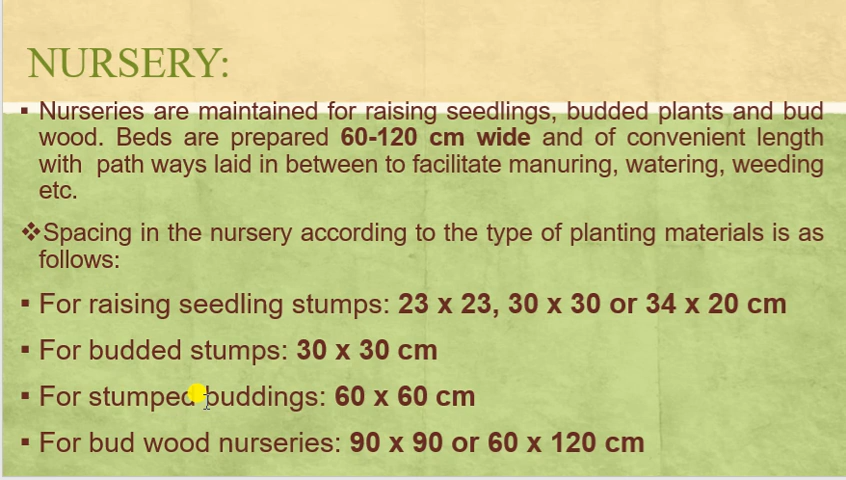 NURSERY:
▪ Nurseries are maintained for raising seedlings, budded plants and bud
wood. Beds are prepared 60-120 cm wide and of convenient length
with path ways laid in between to facilitate manuring, watering, weeding
etc.
❖Spacing in the nursery according to the type of planting materials is as
follows:
▪ For raising seedling stumps: 23 x 23, 30 x 30 or 34 x 20 cm
▪ For budded stumps: 30 x 30 cm
▪ For stumped buddings: 60 x 60 cm
▪ For bud wood nurseries: 90 x 90 or 60 x 120 cm